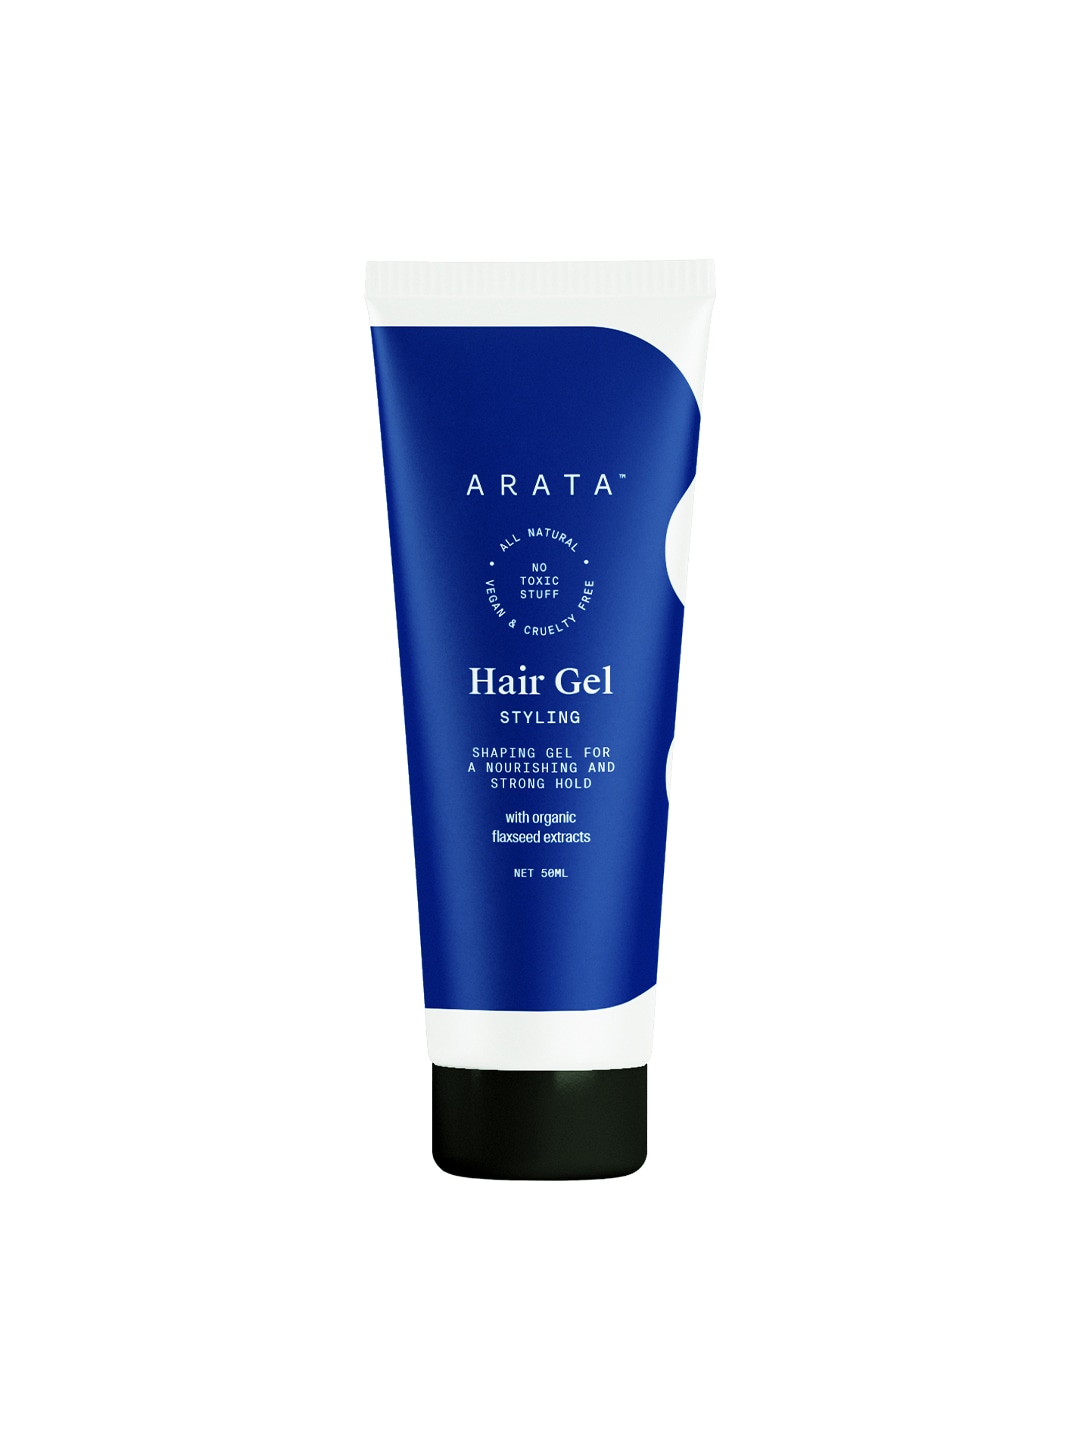 ARATA™
ALL NATURAL
• VEGAN & CRUELTY FREE •
NO
TOXIC
STUFF
Hair Gel
STYLING
SHAPING GEL FOR
A NOURISHING AND
STRONG HOLD
with organic
flaxseed extracts
NET 50ML